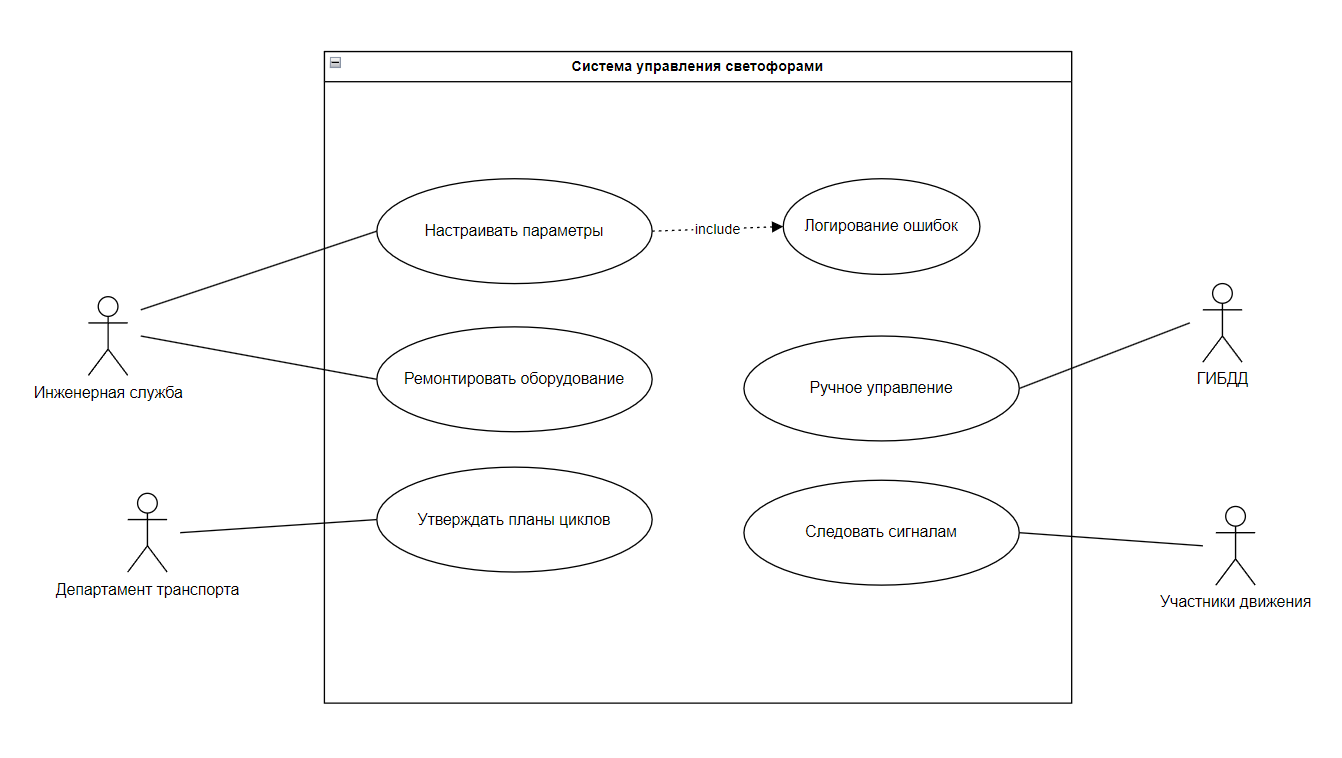 Система управления светофорами
Настраивать параметры
include
Логирование ошибок
Инженерная служба
Ремонтировать оборудование
Ручное управление
ГИБДД
Утверждать планы циклов
Следовать сигналам
Департамент транспорта
Участники движения